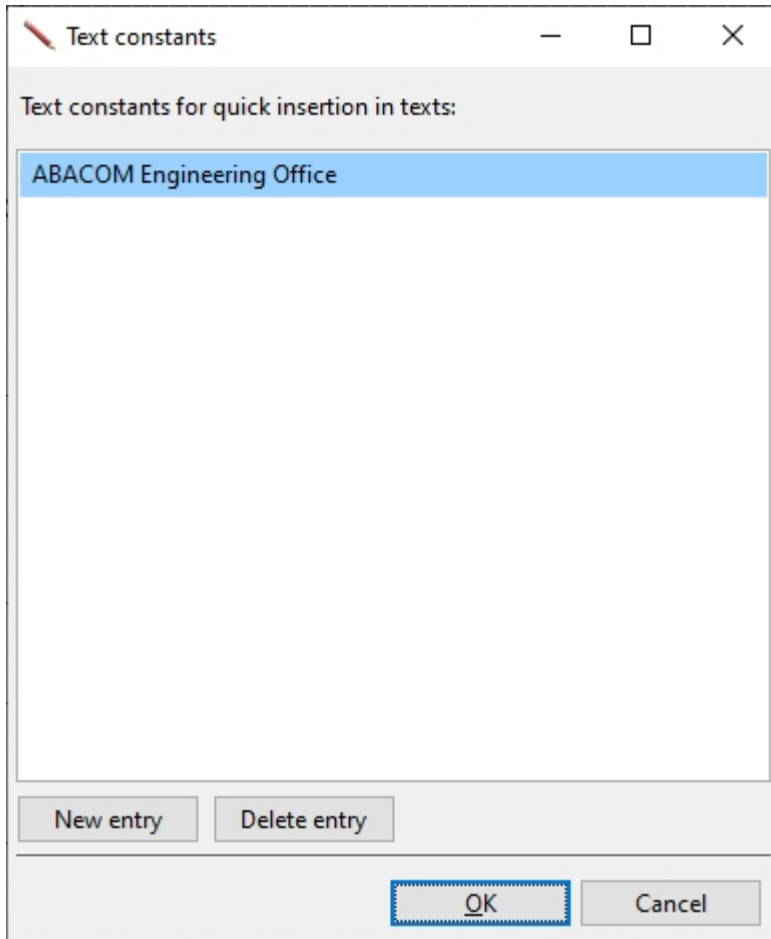 Text constants
Text constants for quick insertion in texts:
ABACOM Engineering Office
New entry
Delete entry
OK
Cancel